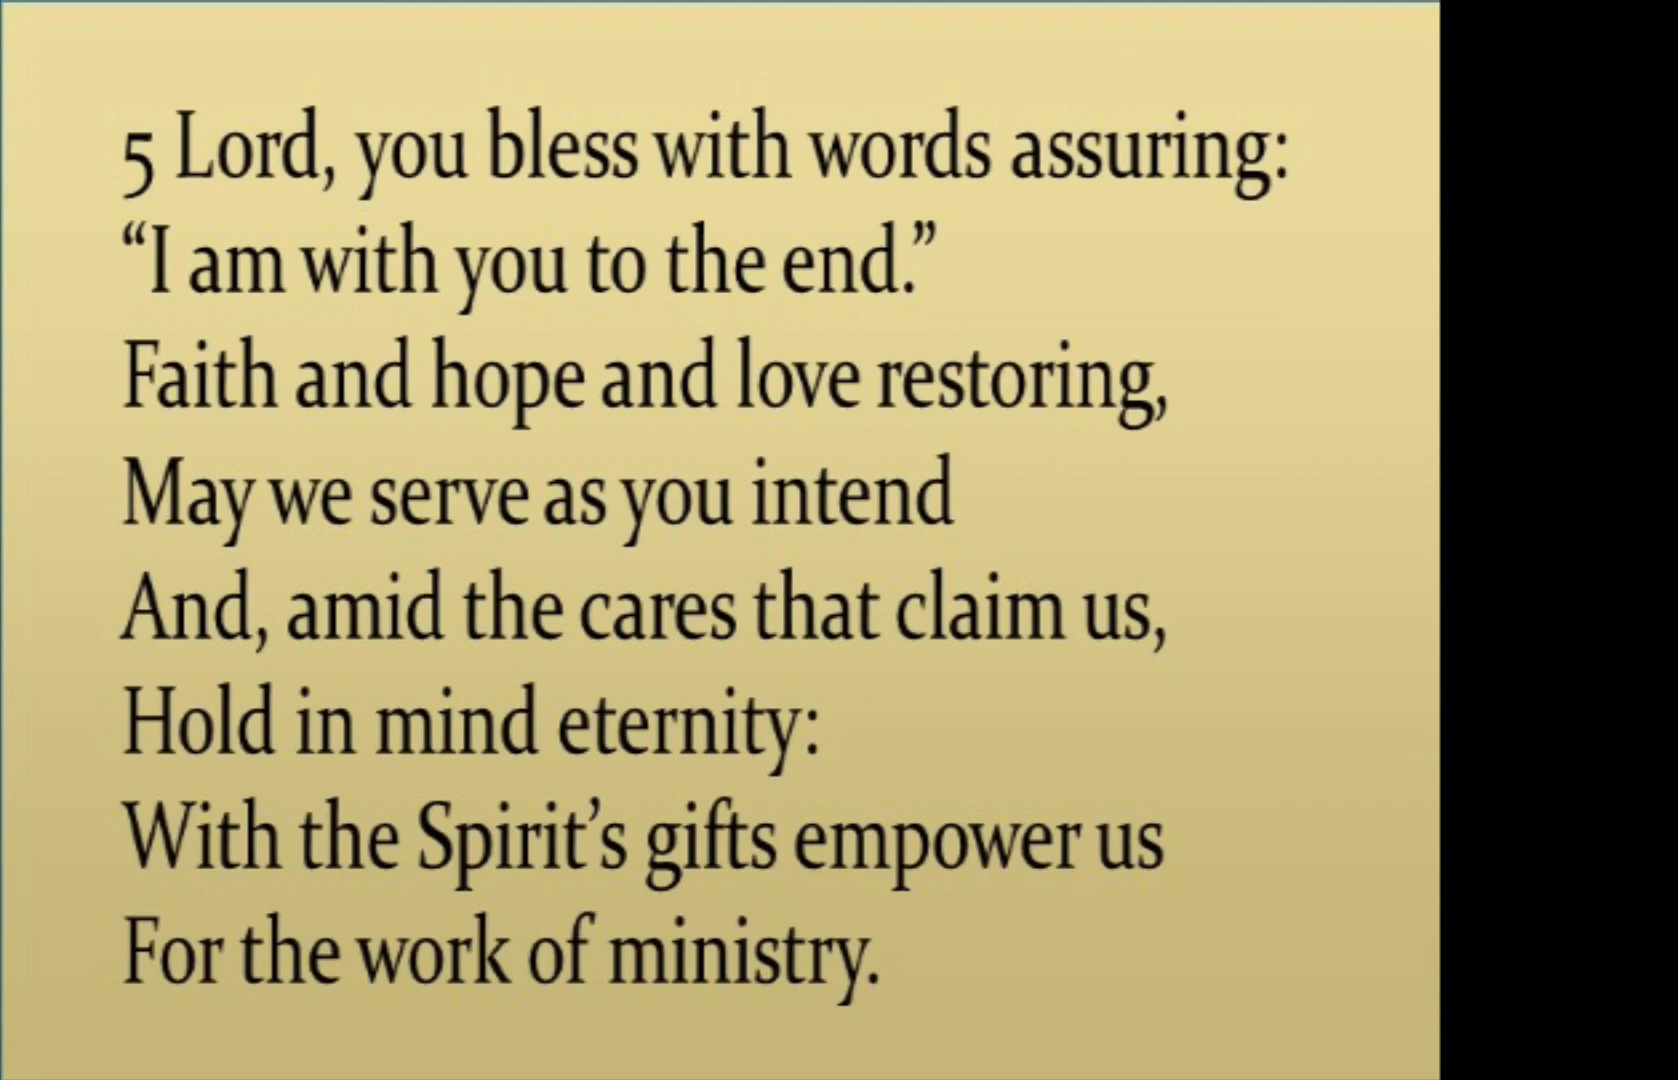 5 Lord, you bless with words assuring:
“I am with you to the end.”
Faith and hope and love restoring,
May we serve as you intend
And, amid the cares that claim us,
Hold in mind eternity:
With the Spirit’s gifts empower us
For the work of ministry.